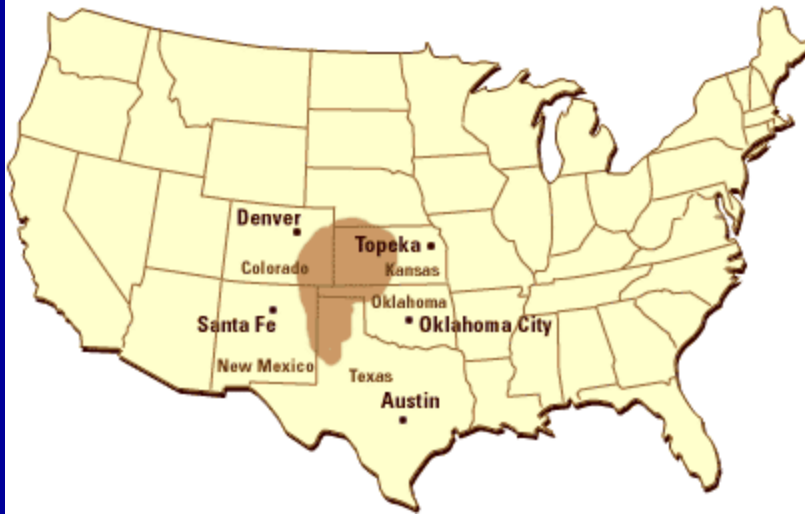 Denver
Topeka
Colorado
Kansas
Oklahoma
Santa Fe
Oklahoma City
New Mexico
Texas
Austin